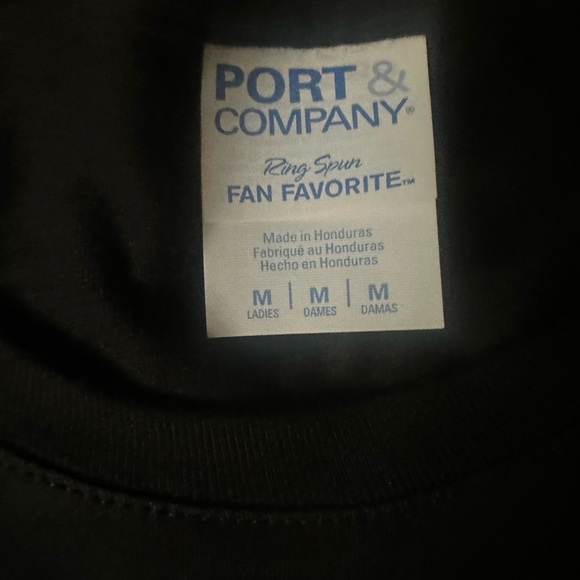 PORT &
COMPANY®
Ring Spun
FAN FAVORITE™
Made in Honduras
Fabriqué au Honduras
Hecho en Honduras
M | M | M
LADIES DAMES DAMAS